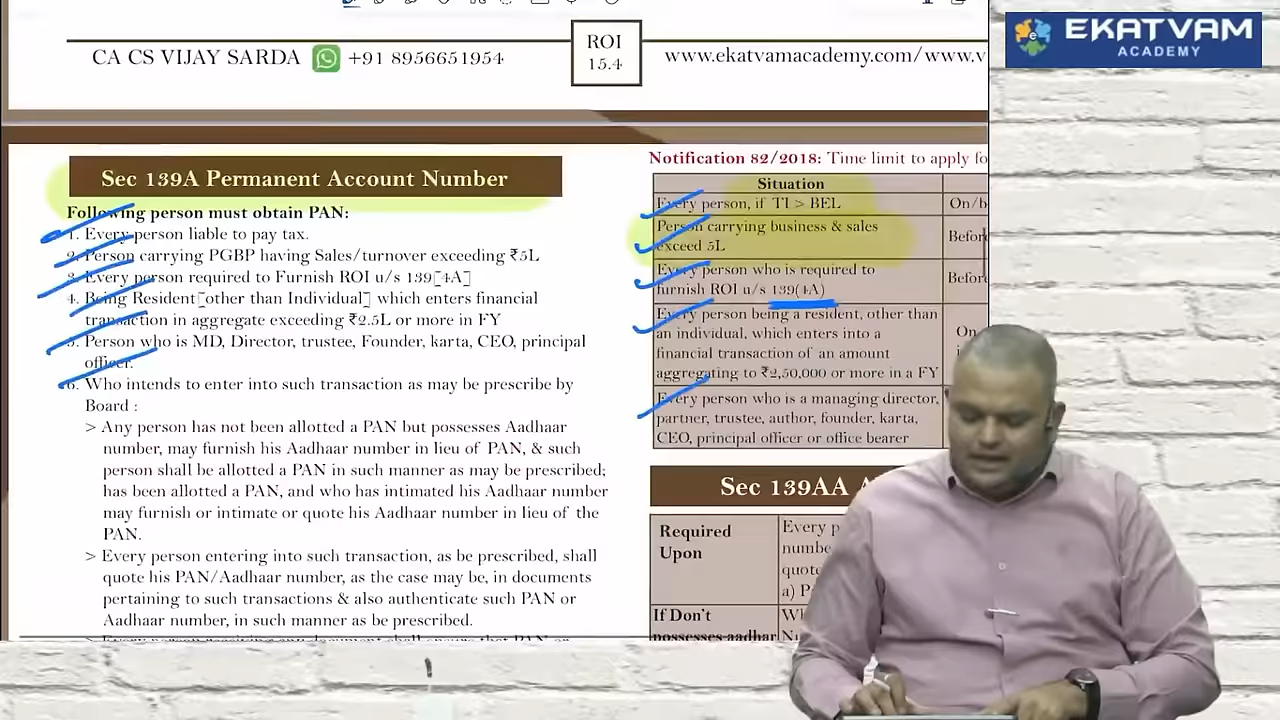 CA CS VIJAY SARDA +91 8956651954
ROI
15.4
www.ekatvamacademy.com/www.v
EKATVAM
ACADEMY
Sec 139A Permanent Account Number
Following person must obtain PAN:
1. Every person liable to pay tax.
2. Person carrying PGBP having Sales/turnover exceeding ₹5L
3. Every person required to Furnish ROI u/s 139[4A]
4. Being Resident[other than Individual] which enters financial
transaction in aggregate exceeding ₹2.5L or more in FY
5. Person who is MD, Director, trustee, Founder, karta, CEO, principal
officer.
6. Who intends to enter into such transaction as may be prescribe by
Board :
> Any person has not been allotted a PAN but possesses Aadhaar
number, may furnish his Aadhaar number in lieu of PAN, & such
person shall be allotted a PAN in such manner as may be prescribed;
has been allotted a PAN, and who has intimated his Aadhaar number
may furnish or intimate or quote his Aadhaar number in lieu of the
PAN.
> Every person entering into such transaction, as be prescribed, shall
quote his PAN/Aadhaar number, as the case may be, in documents
pertaining to such transactions & also authenticate such PAN or
Aadhaar number, in such manner as be prescribed.
> Every person receiving any document shall ensure that PAN or
Notification 82/2018: Time limit to apply fo
Situation
Every person, if TI > BEL On/b
Person carrying business & sales
exceed 5L Befor
Every person who is required to
furnish ROI u/s 139(4A) Befor
Every person being a resident, other than
an individual, which enters into a On
financial transaction of an amount
aggregating to ₹2,50,000 or more in a FY
Every person who is a managing director,
partner, trustee, author, founder, karta,
CEO, principal officer or office bearer
Sec 139AA A
Required Every p
Upon numbe
quote
a) P
If Don't Wh
possesses aadhar Nu